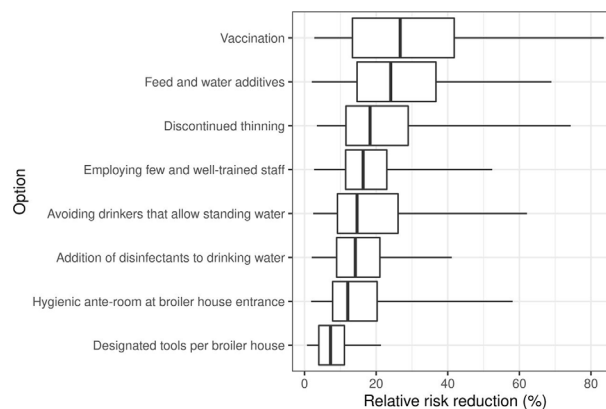 Option
Vaccination
Feed and water additives
Discontinued thinning
Employing few and well-trained staff
Avoiding drinkers that allow standing water
Addition of disinfectants to drinking water
Hygienic ante-room at broiler house entrance
Designated tools per broiler house
0 20 40 60 80
Relative risk reduction (%)